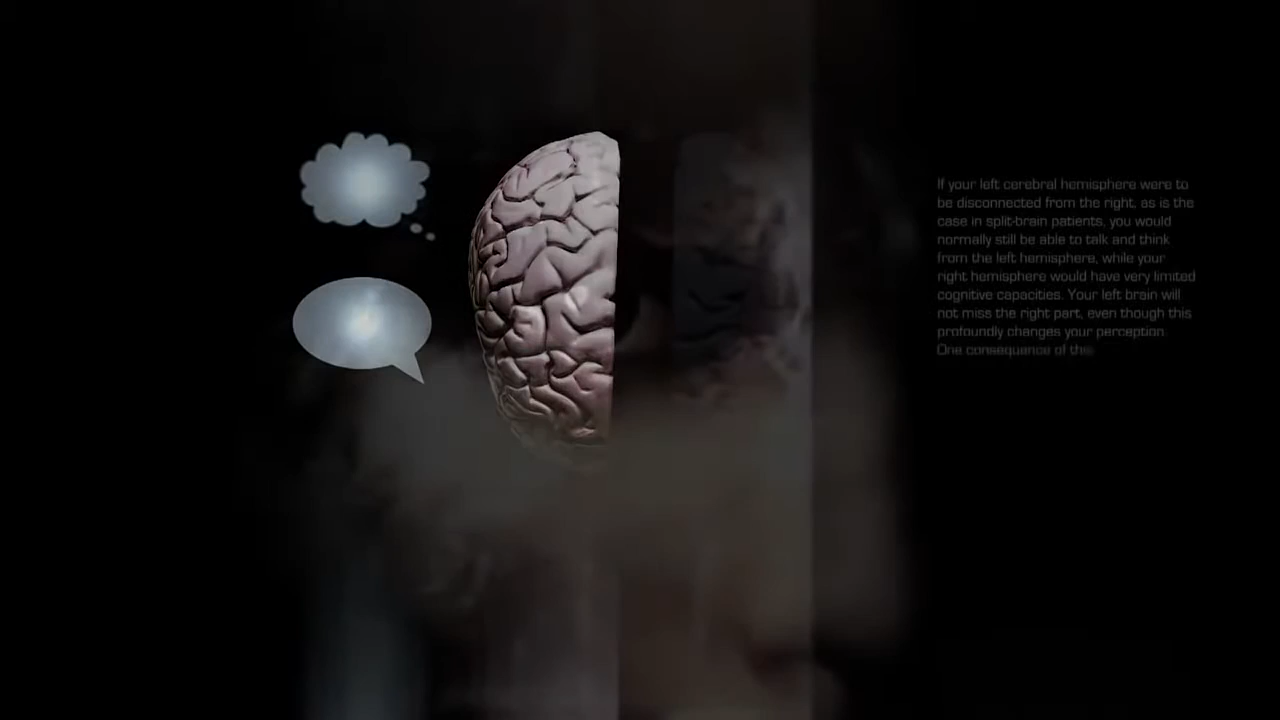 If your left cerebral hemisphere were to
be disconnected from the right, as is the
case in split-brain patients, you would
normally still be able to talk and think
from the left hemisphere, while your
right hemisphere would have very limited
cognitive capacities. Your left brain will
not miss the right part, even though this
profoundly changes your perception.
One consequence of this